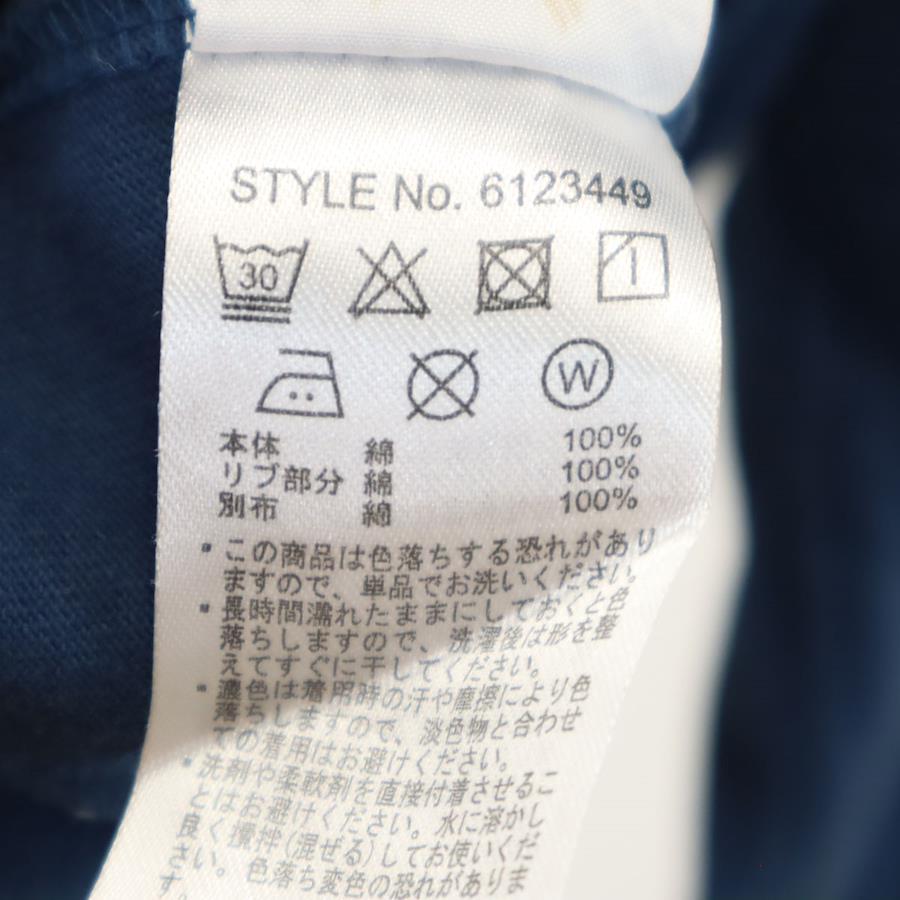 STYLE No. 6123449
30
W
本体 綿 100%
リブ部分 綿 100%
別布 綿 100%
・この商品は色落ちする恐れがあり
ますので、単品でお洗いください。
・長時間濡れたままにしておくと色
落ちしますので、洗濯後は形を整
えてすぐに干してください。
・濃色は着用時の汗や摩擦により色
落ちしますので、淡色物と合わせ
ての着用はお避けください。
・洗剤や柔軟剤を直接付着させるこ
とはお避けください。水に溶かし
良く撹拌(混ぜる)してお使いくだ
さい。色落ち変色の恐れがありま
す。